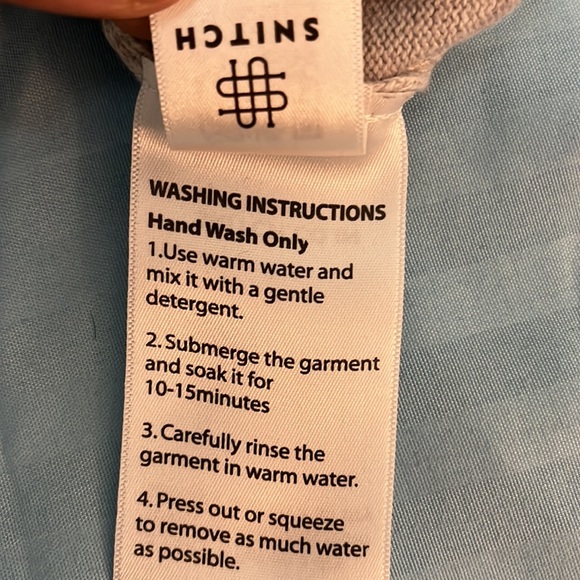 SNITCH
WASHING INSTRUCTIONS
Hand Wash Only
1.Use warm water and
mix it with a gentle
detergent.
2. Submerge the garment
and soak it for
10-15minutes
3. Carefully rinse the
garment in warm water.
4. Press out or squeeze
to remove as much water
as possible.